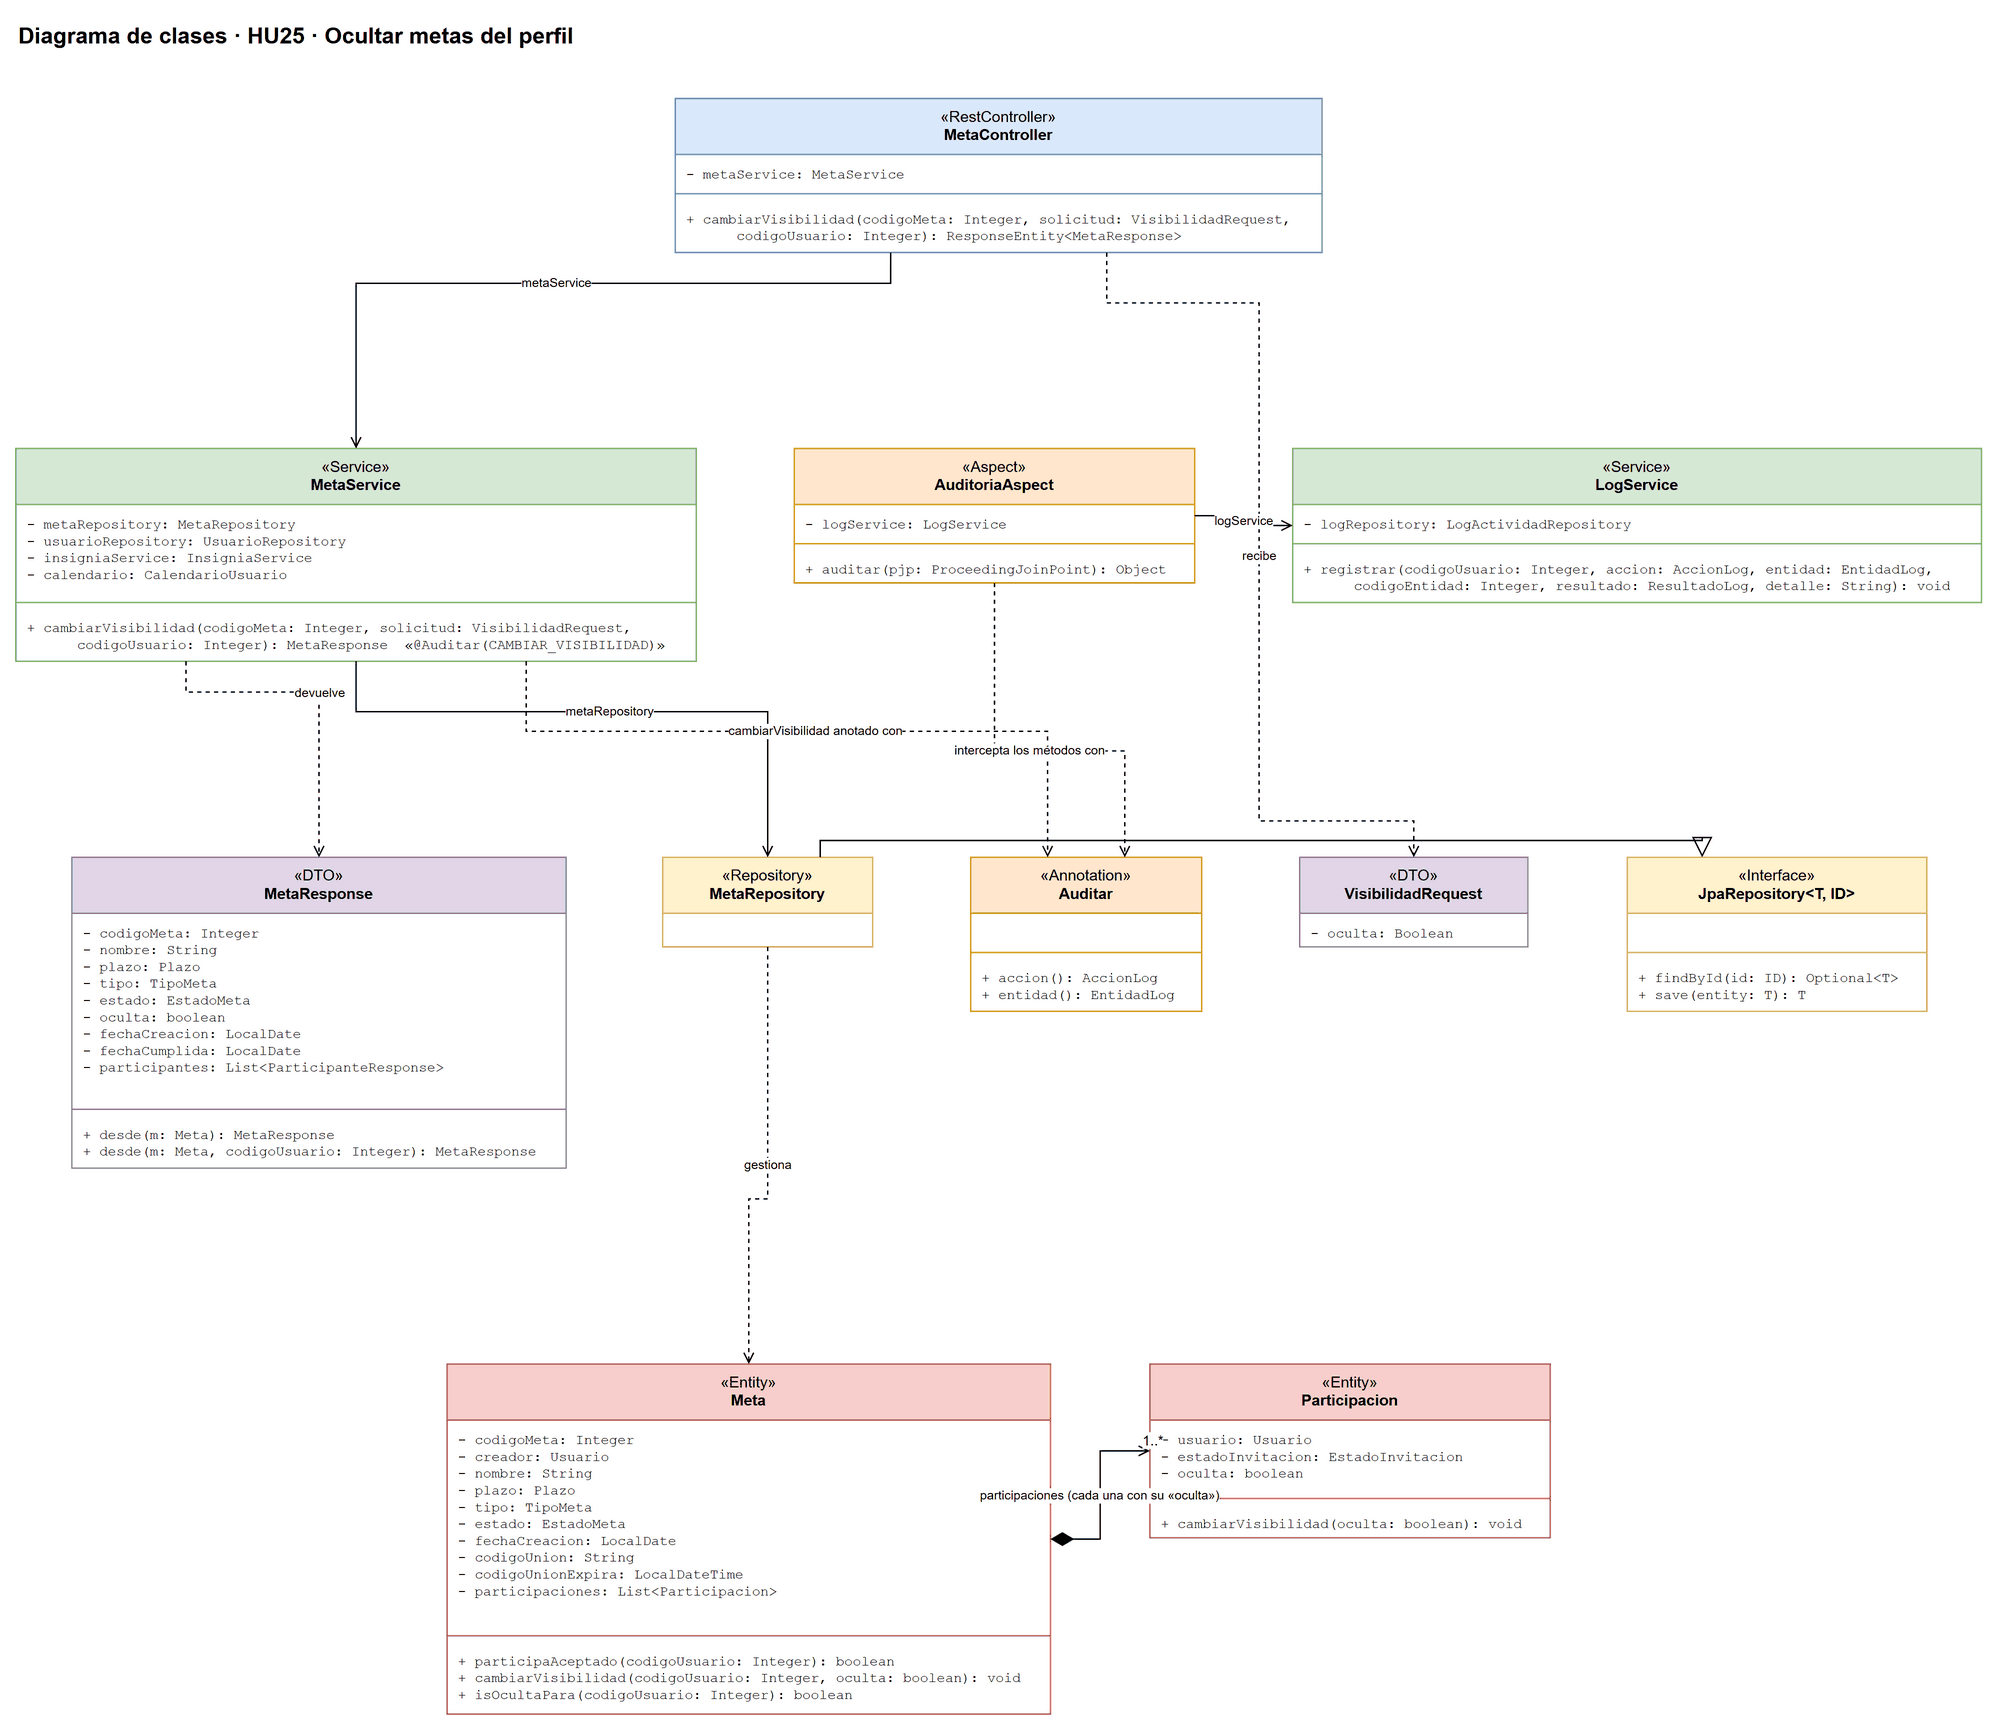 Diagrama de clases · HU25 · Ocultar metas del perfil
«RestController»
MetaController
- metaService: MetaService
+ cambiarVisibilidad(codigoMeta: Integer, solicitud: VisibilidadRequest,
codigoUsuario: Integer): ResponseEntity<MetaResponse>
metaService
«Service»
MetaService
- metaRepository: MetaRepository
- usuarioRepository: UsuarioRepository
- insigniaService: InsigniaService
- calendario: CalendarioUsuario
+ cambiarVisibilidad(codigoMeta: Integer, solicitud: VisibilidadRequest,
codigoUsuario: Integer): MetaResponse  «@Auditar(CAMBIAR_VISIBILIDAD)»
«Aspect»
AuditoriaAspect
- logService: LogService
+ auditar(pjp: ProceedingJoinPoint): Object
logService
recibe
«Service»
LogService
- logRepository: LogActividadRepository
+ registrar(codigoUsuario: Integer, accion: AccionLog, entidad: EntidadLog,
codigoEntidad: Integer, resultado: ResultadoLog, detalle: String): void
devuelve
metaRepository
cambiarVisibilidad anotado con
intercepta los métodos con
«DTO»
MetaResponse
- codigoMeta: Integer
- nombre: String
- plazo: Plazo
- tipo: TipoMeta
- estado: EstadoMeta
- oculta: boolean
- fechaCreacion: LocalDate
- fechaCumplida: LocalDate
- participantes: List<ParticipanteResponse>
+ desde(m: Meta): MetaResponse
+ desde(m: Meta, codigoUsuario: Integer): MetaResponse
«Repository»
MetaRepository
«Annotation»
Auditar
+ accion(): AccionLog
+ entidad(): EntidadLog
«DTO»
VisibilidadRequest
- oculta: Boolean
«Interface»
JpaRepository<T, ID>
+ findById(id: ID): Optional<T>
+ save(entity: T): T
gestiona
«Entity»
Meta
- codigoMeta: Integer
- creador: Usuario
- nombre: String
- plazo: Plazo
- tipo: TipoMeta
- estado: EstadoMeta
- fechaCreacion: LocalDate
- codigoUnion: String
- codigoUnionExpira: LocalDateTime
- participaciones: List<Participacion>
+ participaAceptado(codigoUsuario: Integer): boolean
+ cambiarVisibilidad(codigoUsuario: Integer, oculta: boolean): void
+ isOcultaPara(codigoUsuario: Integer): boolean
«Entity»
Participacion
1..*
- usuario: Usuario
- estadoInvitacion: EstadoInvitacion
- oculta: boolean
participaciones (cada una con su «oculta»)
+ cambiarVisibilidad(oculta: boolean): void